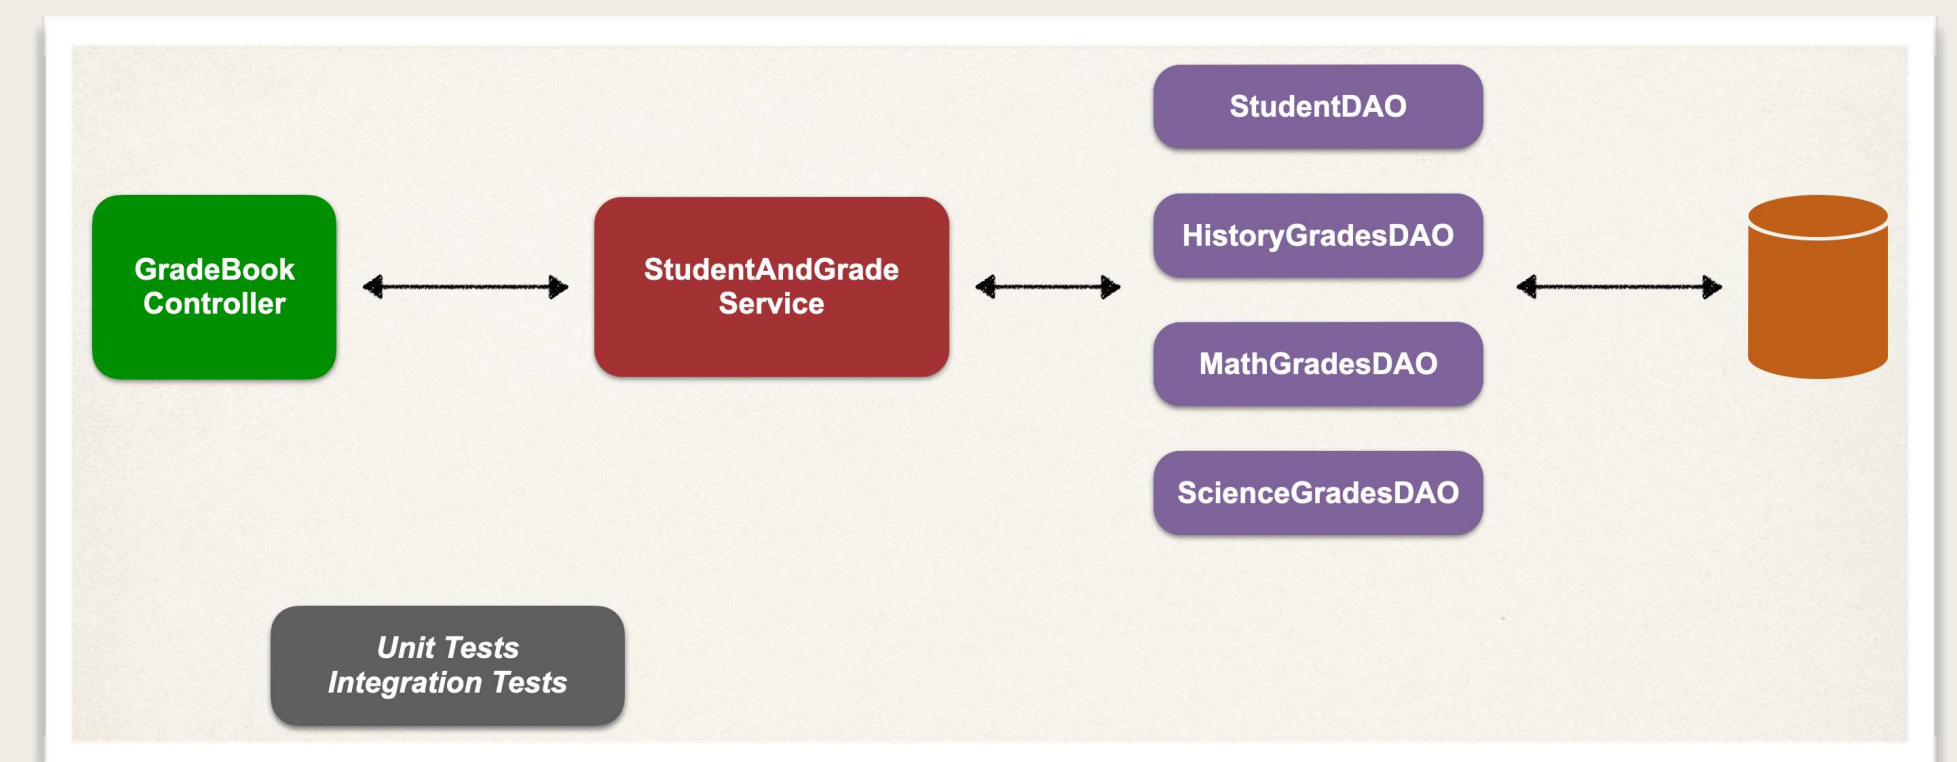 GradeBook
Controller
StudentAndGrade
Service
StudentDAO
HistoryGradesDAO
MathGradesDAO
ScienceGradesDAO
Unit Tests
Integration Tests